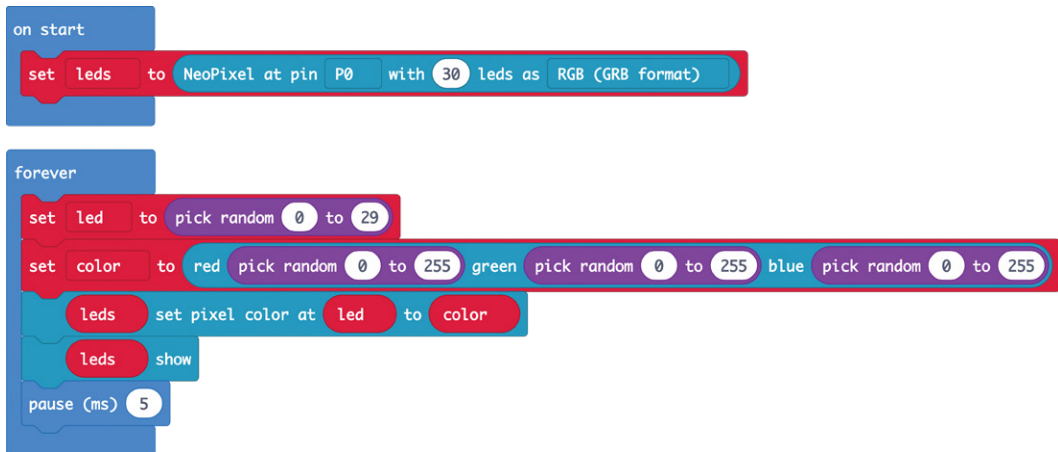 on start
set leds to NeoPixel at pin P0 with 30 leds as RGB (GRB format)
forever
set led to pick random 0 to 29
set color to red pick random 0 to 255 green pick random 0 to 255 blue pick random 0 to 255
leds set pixel color at led to color
leds show
pause (ms) 5